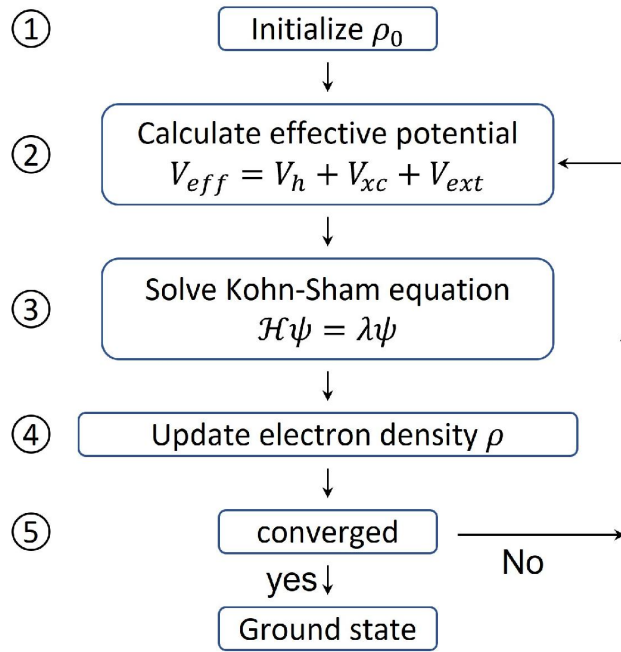 ① Initialize ρ₀
② Calculate effective potential
V_eff = V_h + V_xc + V_ext
③ Solve Kohn-Sham equation
ℋψ = λψ
④ Update electron density ρ
⑤ converged
No
yes
Ground state